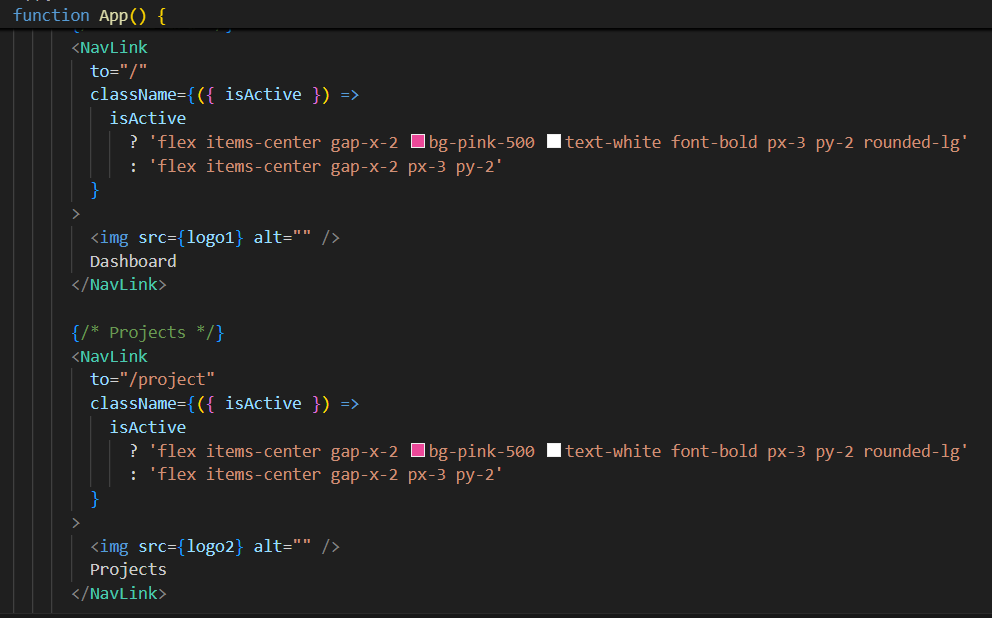 function App() {
<NavLink
to="/"
className={({ isActive }) =>
isActive
? 'flex items-center gap-x-2 bg-pink-500 text-white font-bold px-3 py-2 rounded-lg'
: 'flex items-center gap-x-2 px-3 py-2'
}
>
<img src={logo1} alt="" />
Dashboard
</NavLink>
{/* Projects */}
<NavLink
to="/project"
className={({ isActive }) =>
isActive
? 'flex items-center gap-x-2 bg-pink-500 text-white font-bold px-3 py-2 rounded-lg'
: 'flex items-center gap-x-2 px-3 py-2'
}
>
<img src={logo2} alt="" />
Projects
</NavLink>